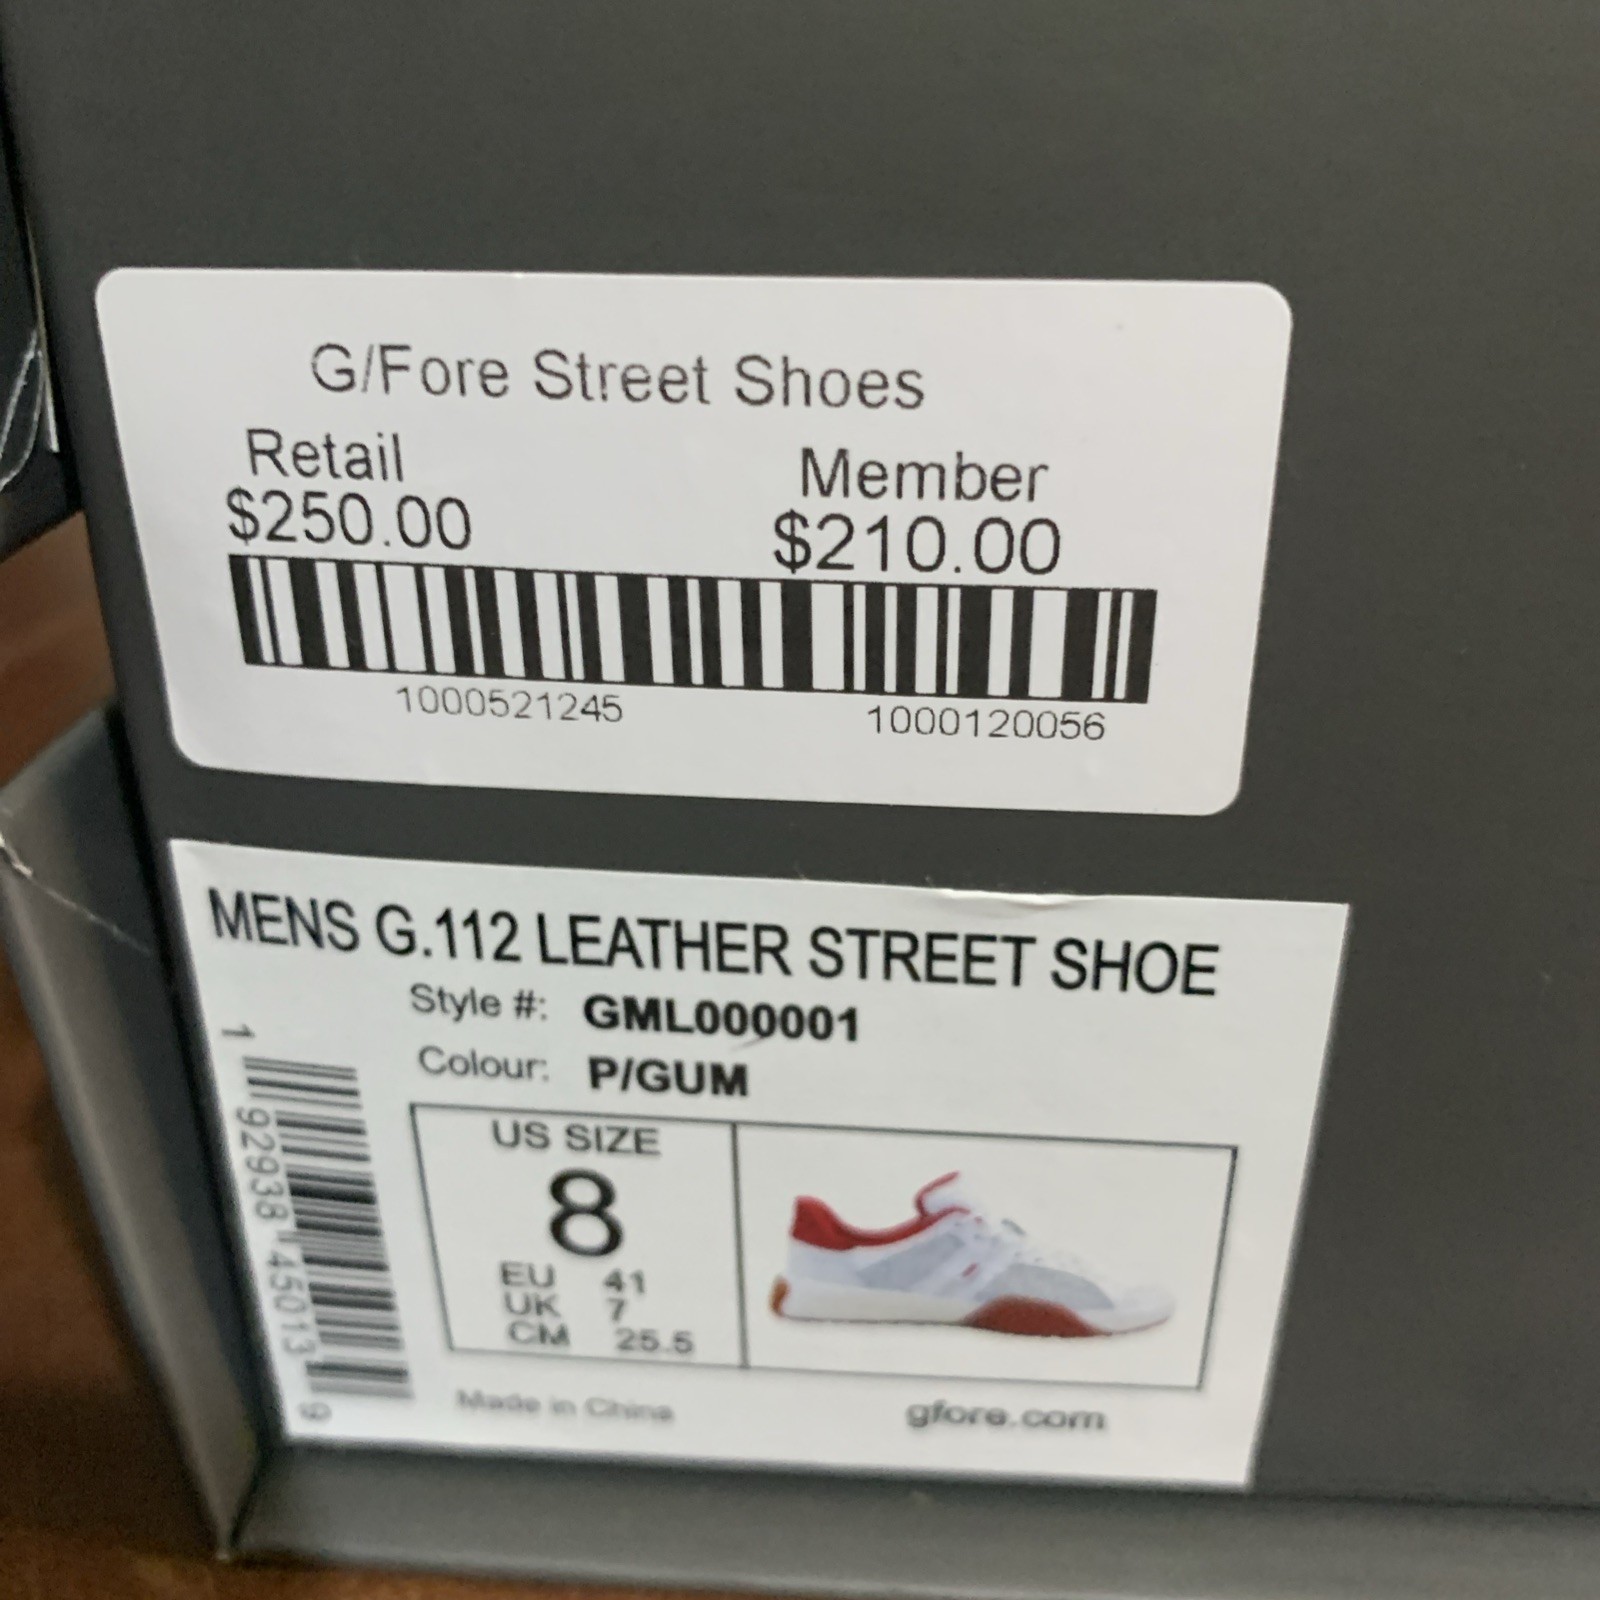 G/Fore Street Shoes
Retail Member
$250.00 $210.00
1000521245 1000120056
MENS G.112 LEATHER STREET SHOE
Style #: GML000001
Colour: P/GUM
1 92938 45013 9
US SIZE
8
EU 41
UK 7
CM 25.5
Made in China
gfore.com